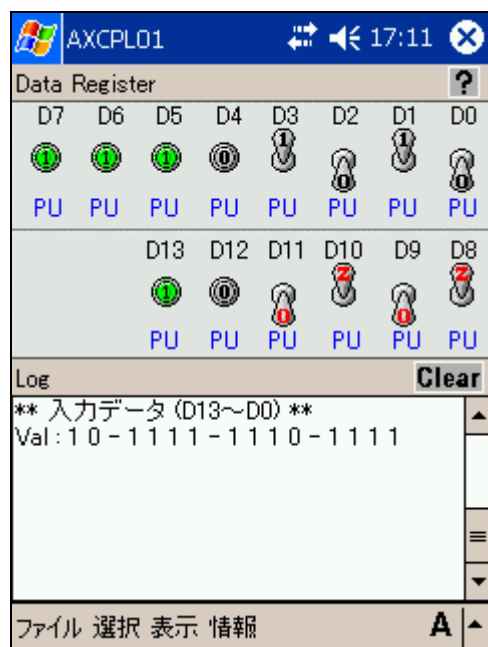 AXCPL01 17:11
Data Register ?
D7 D6 D5 D4 D3 D2 D1 D0
1 1 1 0 1 0 1 0
PU PU PU PU PU PU PU PU
D13 D12 D11 D10 D9 D8
1 0 0 Z 0 Z
PU PU PU PU PU PU
Log Clear
** 入力データ (D13～D0) **
Val : 1 0 - 1 1 1 1 - 1 1 1 0 - 1 1 1 1
ファイル 選択 表示 情報 A